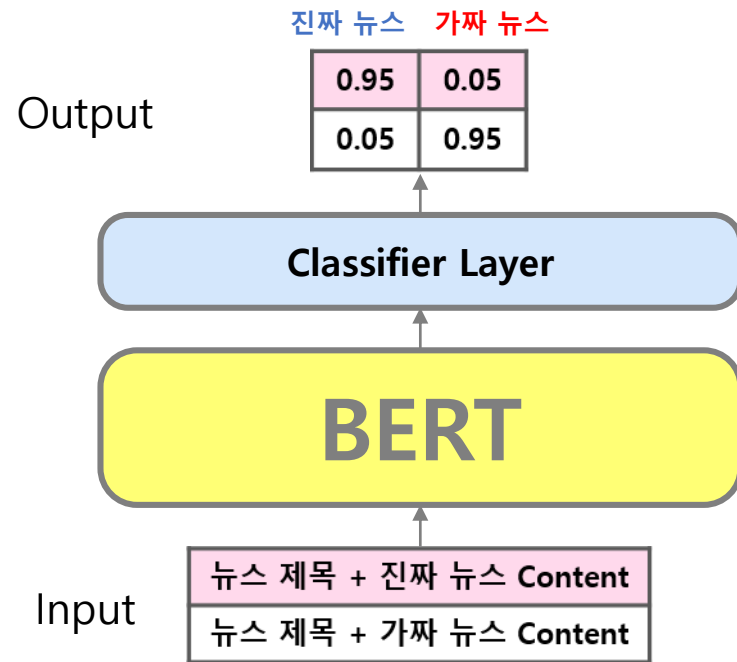 진짜 뉴스 가짜 뉴스
Output
0.95 0.05
0.05 0.95
Classifier Layer
BERT
Input
뉴스 제목 + 진짜 뉴스 Content
뉴스 제목 + 가짜 뉴스 Content